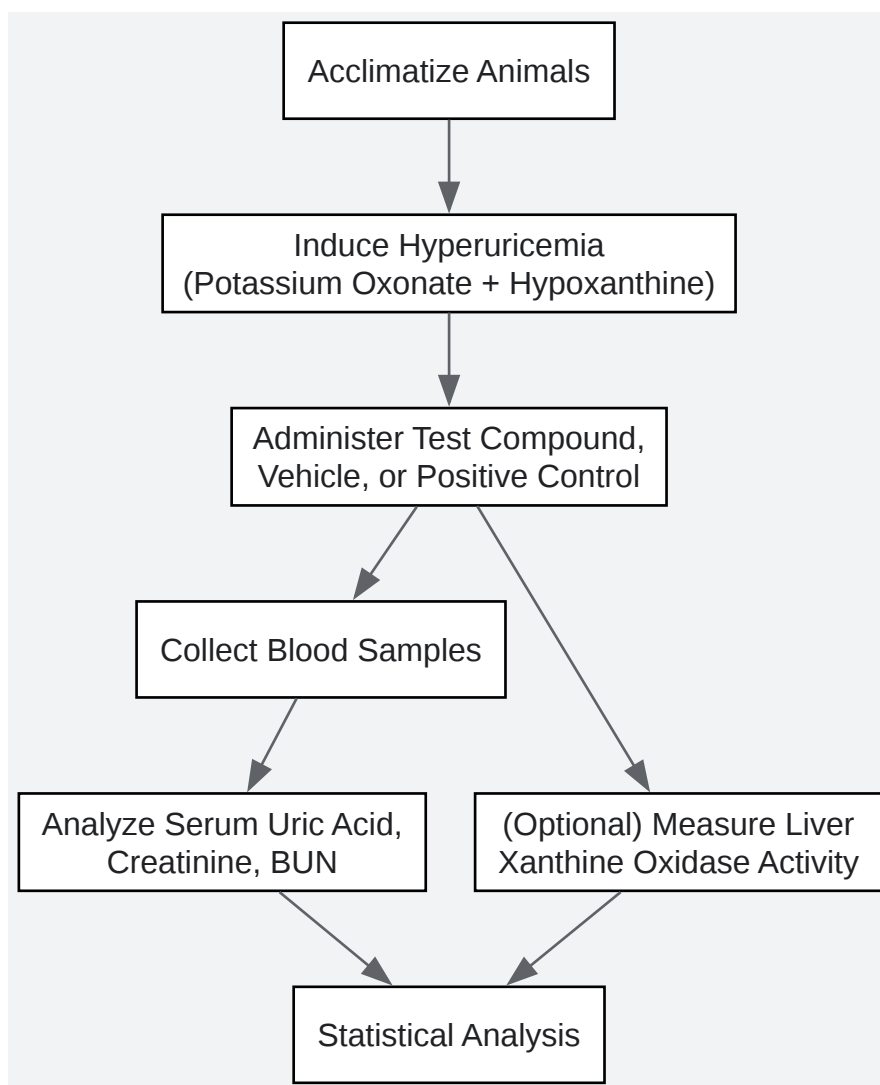 Acclimatize Animals
Induce Hyperuricemia
(Potassium Oxonate + Hypoxanthine)
Administer Test Compound,
Vehicle, or Positive Control
Collect Blood Samples
Analyze Serum Uric Acid,
Creatinine, BUN
(Optional) Measure Liver
Xanthine Oxidase Activity
Statistical Analysis